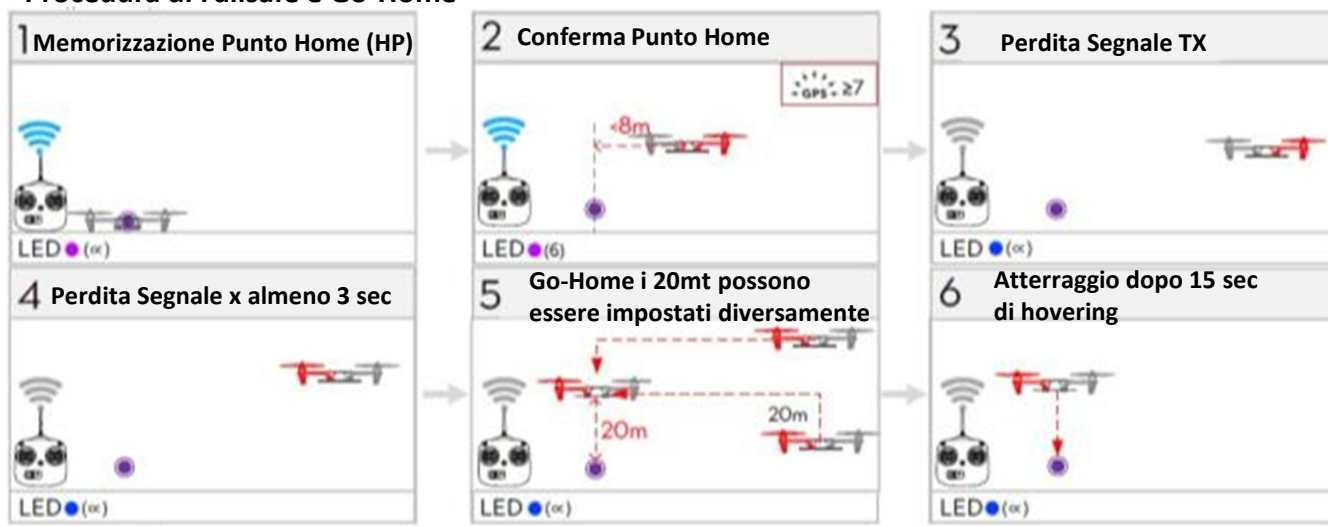 Procedura di Failsafe e Go-Home
1 Memorizzazione Punto Home (HP)
LED (∝)
2 Conferma Punto Home
GPS ≥7
<8m
LED (6)
3 Perdita Segnale TX
LED (∝)
4 Perdita Segnale x almeno 3 sec
LED (∝)
5 Go-Home i 20mt possono
essere impostati diversamente
20m
20m
LED (∝)
6 Atterraggio dopo 15 sec
di hovering
LED (∝)